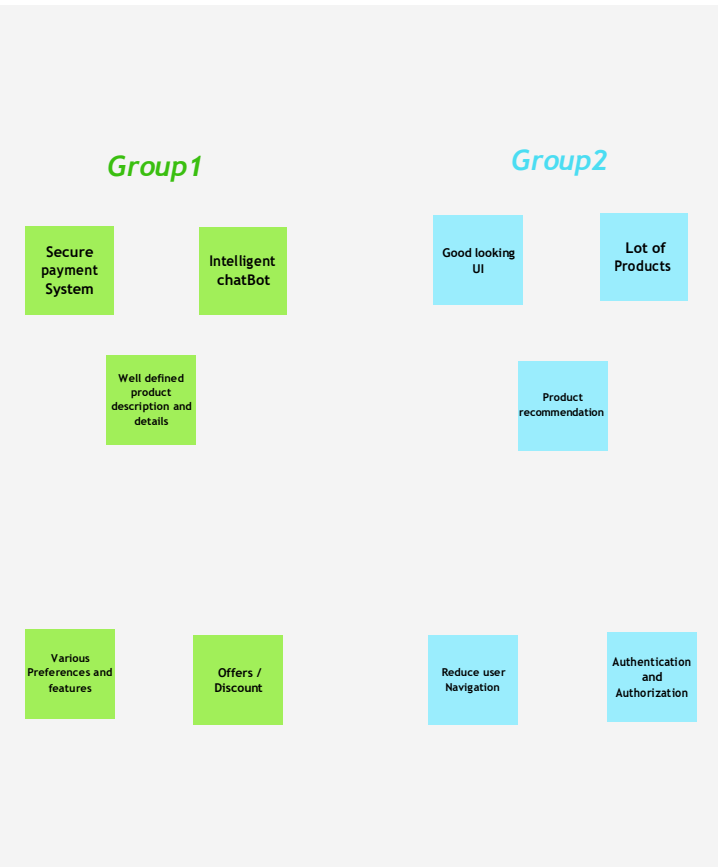 Group1
Secure
payment
System
Intelligent
chatBot
Well defined
product
description and
details
Various
Preferences and
features
Offers /
Discount
Group2
Good looking
UI
Lot of
Products
Product
recommendation
Reduce user
Navigation
Authentication
and
Authorization